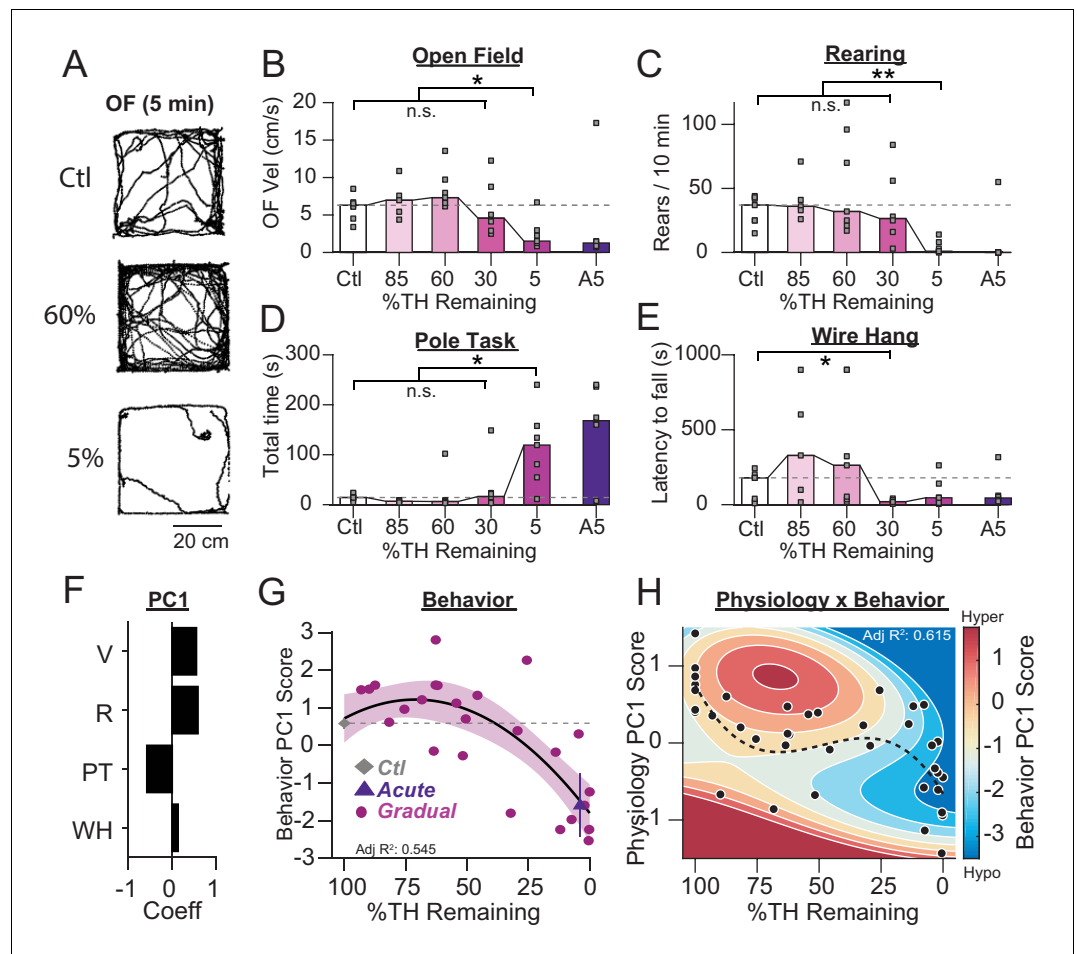 A
OF (5 min)
Ctl
60%
5%
20 cm
B
Open Field
*
n.s.
OF Vel (cm/s)
20
15
10
5
0
Ctl 85 60 30 5 A5
%TH Remaining
C
Rearing
**
n.s.
Rears / 10 min
100
50
0
Ctl 85 60 30 5 A5
%TH Remaining
D
Pole Task
*
n.s.
Total time (s)
300
200
100
0
Ctl 85 60 30 5 A5
%TH Remaining
E
Wire Hang
*
Latency to fall (s)
1000
500
0
Ctl 85 60 30 5 A5
%TH Remaining
F
PC1
V
R
PT
WH
-1 0 1
Coeff
G
Behavior
Behavior PC1 Score
3
2
1
0
-1
-2
-3
Ctl
Acute
Gradual
Adj R²: 0.545
100 75 50 25 0
%TH Remaining
H
Physiology x Behavior
Adj R²: 0.615
Physiology PC1 Score
1
0
-1
100 75 50 25 0
%TH Remaining
Hyper
1
0
-1
-2
-3
Hypo
Behavior PC1 Score